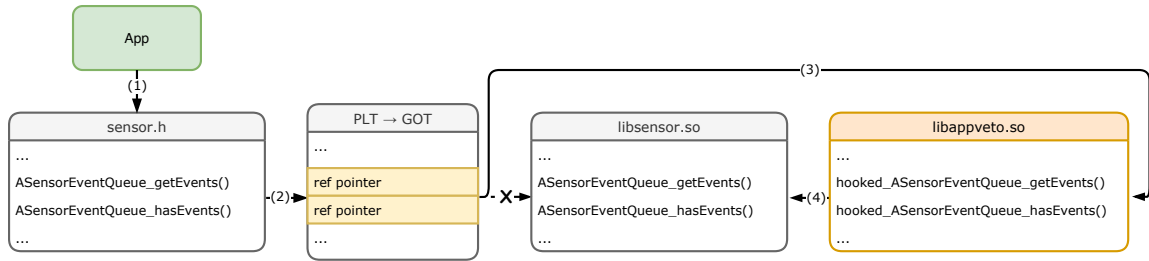 App
(1)
(3)
sensor.h
...
ASensorEventQueue_getEvents()
ASensorEventQueue_hasEvents()
...
(2)
PLT → GOT
...
ref pointer
ref pointer
...
X
libsensor.so
...
ASensorEventQueue_getEvents()
ASensorEventQueue_hasEvents()
...
(4)
libappveto.so
...
hooked_ASensorEventQueue_getEvents()
hooked_ASensorEventQueue_hasEvents()
...